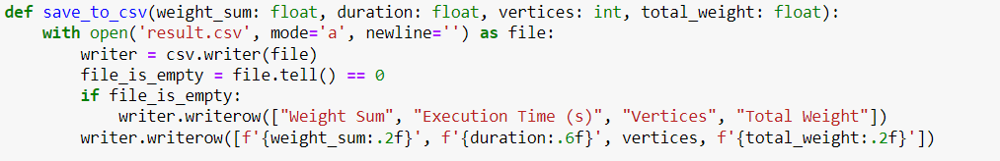 def save_to_csv(weight_sum: float, duration: float, vertices: int, total_weight: float):
    with open('result.csv', mode='a', newline='') as file:
        writer = csv.writer(file)
        file_is_empty = file.tell() == 0
        if file_is_empty:
            writer.writerow(["Weight Sum", "Execution Time (s)", "Vertices", "Total Weight"])
        writer.writerow([f'{weight_sum:.2f}', f'{duration:.6f}', vertices, f'{total_weight:.2f}'])